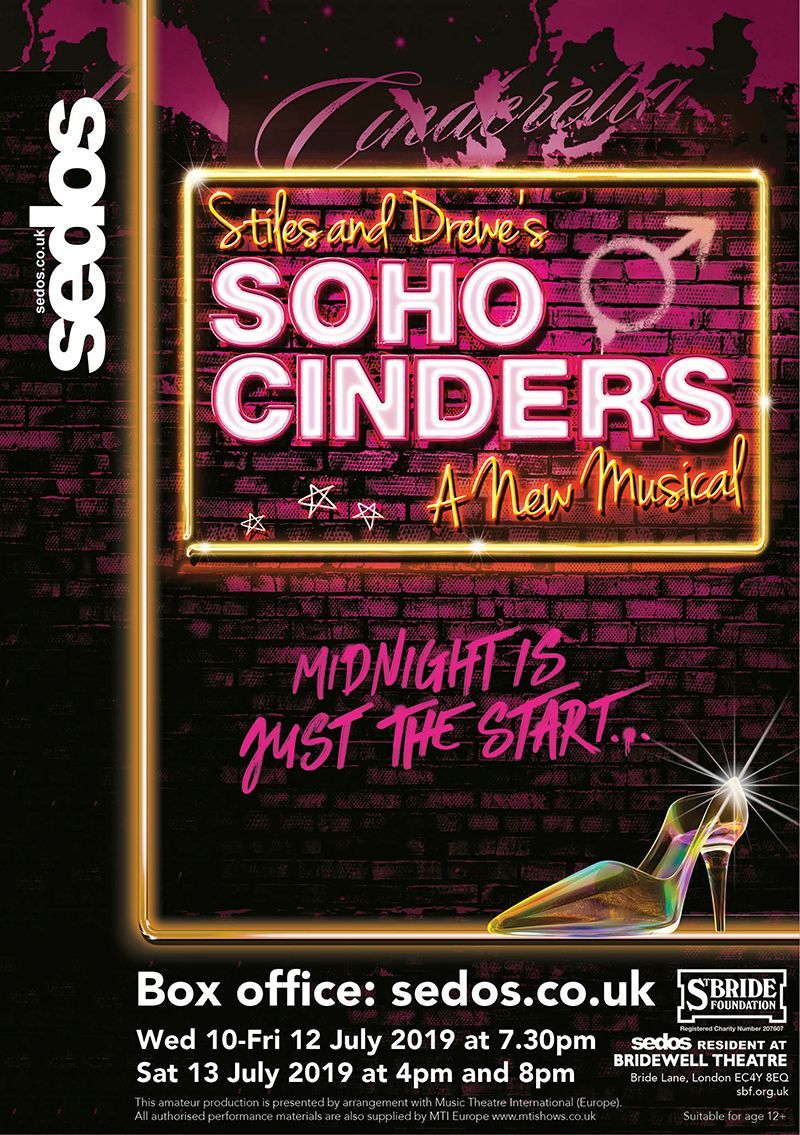 Cinderella
sedos
sedos.co.uk
Stiles and Drewe's
SOHO
CINDERS
A New Musical
MIDNIGHT IS
JUST THE START...
Box office: sedos.co.uk
Wed 10-Fri 12 July 2019 at 7.30pm
Sat 13 July 2019 at 4pm and 8pm
ST BRIDE
FOUNDATION
Registered Charity Number 207607
sedos RESIDENT AT
BRIDEWELL THEATRE
Bride Lane, London EC4Y 8EQ
sbf.org.uk
This amateur production is presented by arrangement with Music Theatre International (Europe).
All authorised performance materials are also supplied by MTI Europe www.mtishows.co.uk
Suitable for age 12+